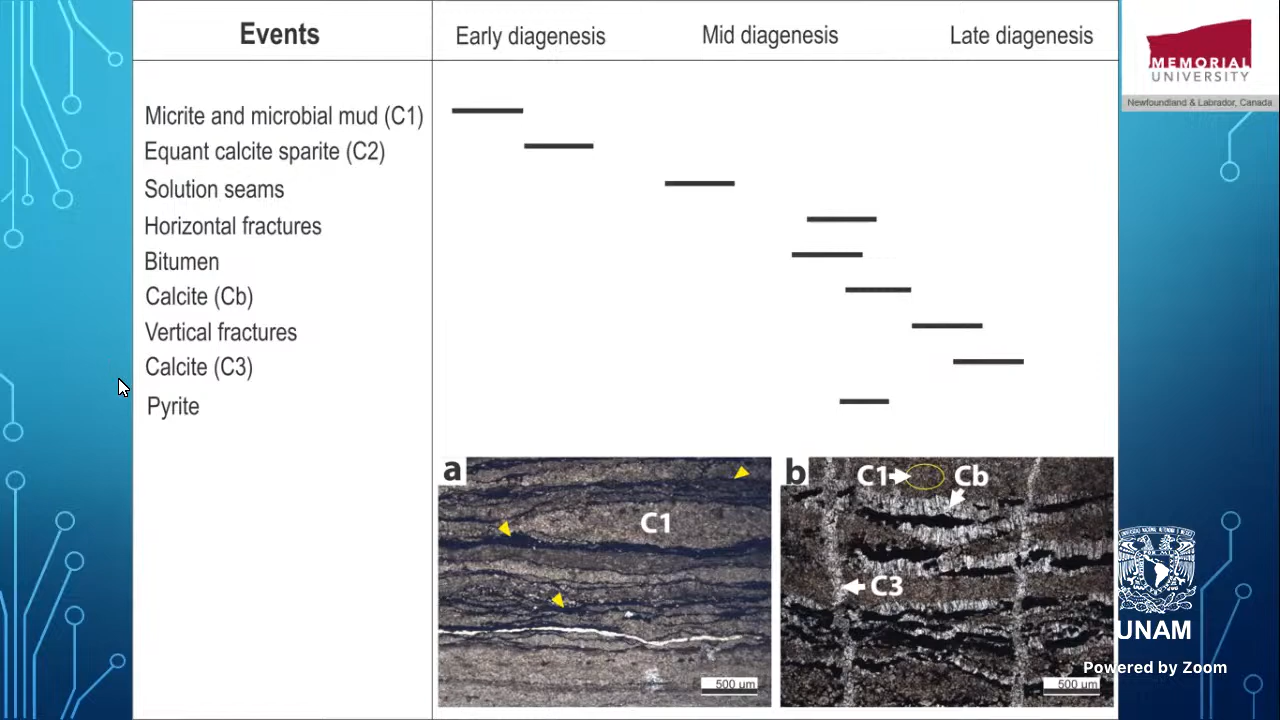 Events
Early diagenesis
Mid diagenesis
Late diagenesis
MEMORIAL
UNIVERSITY
Newfoundland & Labrador, Canada
Micrite and microbial mud (C1)
Equant calcite sparite (C2)
Solution seams
Horizontal fractures
Bitumen
Calcite (Cb)
Vertical fractures
Calcite (C3)
Pyrite
a
C1
500 um
b
C1
Cb
C3
500 um
UNAM
Powered by Zoom